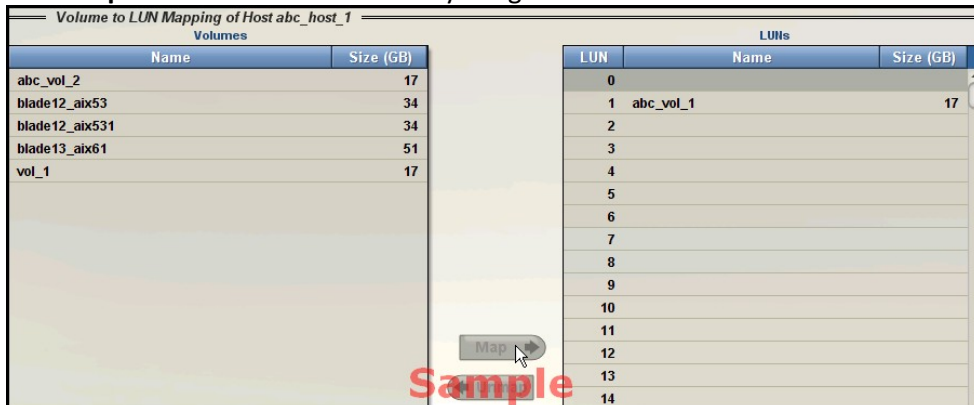 Volume to LUN Mapping of Host abc_host_1
Volumes
Name Size (GB)
abc_vol_2 17
blade12_aix53 34
blade12_aix531 34
blade13_aix61 51
vol_1 17
LUNs
LUN Name Size (GB)
0
1 abc_vol_1 17
2
3
4
5
6
7
8
9
10
11
12
13
14
Map
Unmap
Sample